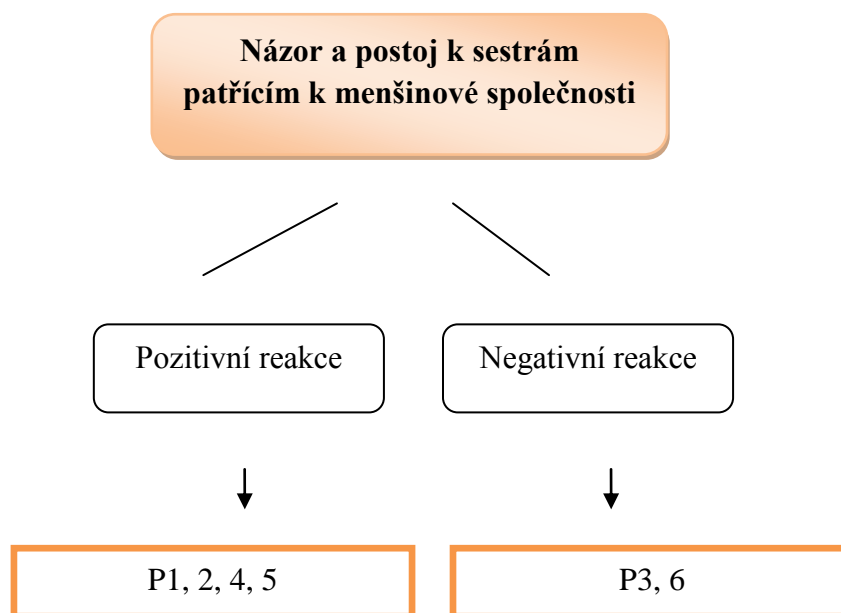 Názor a postoj k sestrám
patřícím k menšinové společnosti
Pozitivní reakce
Negativní reakce
P1, 2, 4, 5
P3, 6